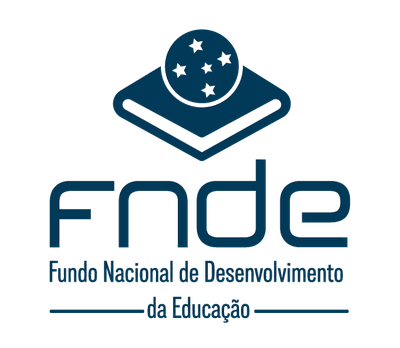 fnde
Fundo Nacional de Desenvolvimento
da Educação